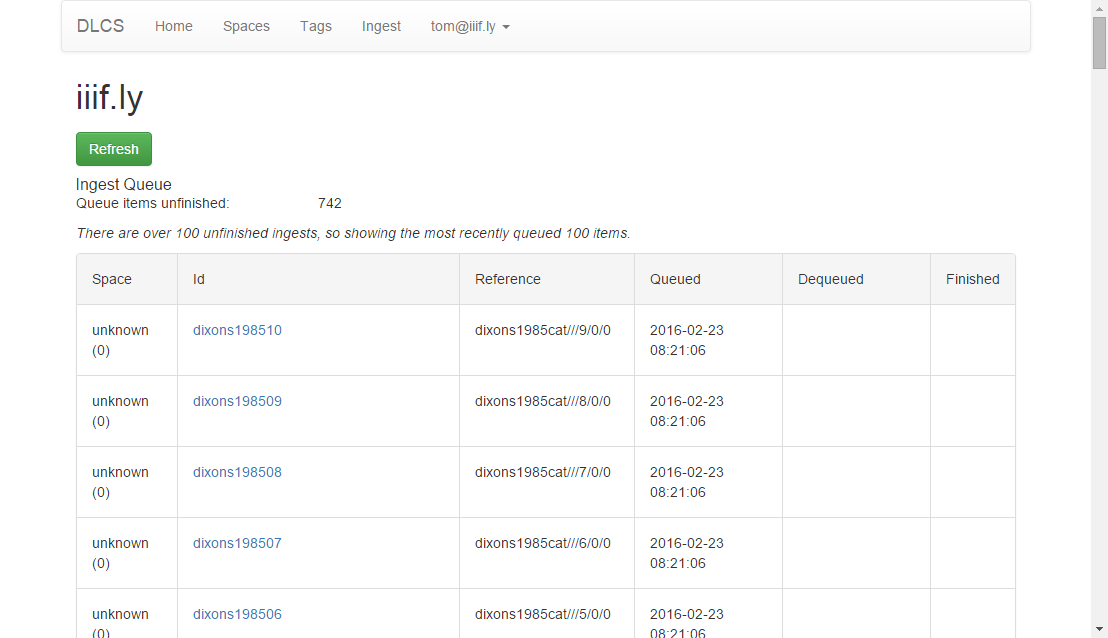 DLCS Home Spaces Tags Ingest tom@iiif.ly
iiif.ly
Refresh
Ingest Queue
Queue items unfinished: 742
There are over 100 unfinished ingests, so showing the most recently queued 100 items.
Space Id Reference Queued Dequeued Finished
unknown dixons198510 dixons1985cat///9/0/0 2016-02-23
(0) 08:21:06
unknown dixons198509 dixons1985cat///8/0/0 2016-02-23
(0) 08:21:06
unknown dixons198508 dixons1985cat///7/0/0 2016-02-23
(0) 08:21:06
unknown dixons198507 dixons1985cat///6/0/0 2016-02-23
(0) 08:21:06
unknown dixons198506 dixons1985cat///5/0/0 2016-02-23
(0) 08:21:06